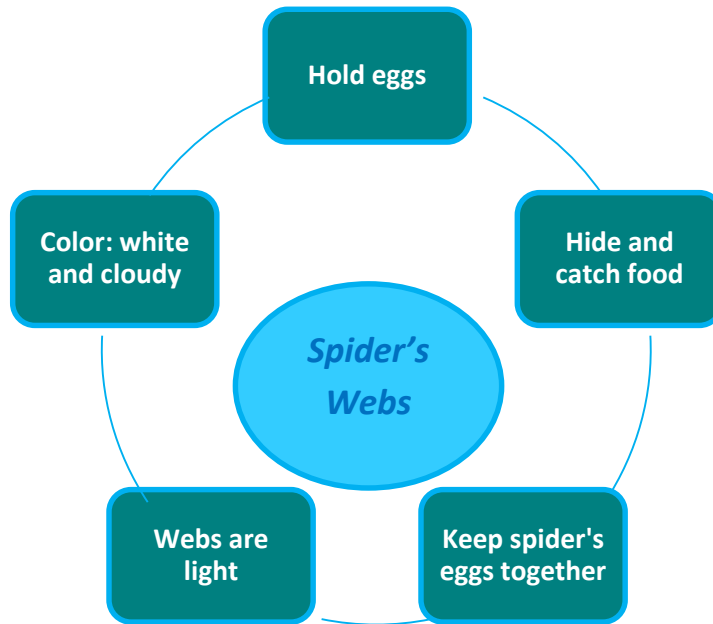 Hold eggs
Color: white
and cloudy
Hide and
catch food
Spider’s
Webs
Webs are
light
Keep spider's
eggs together